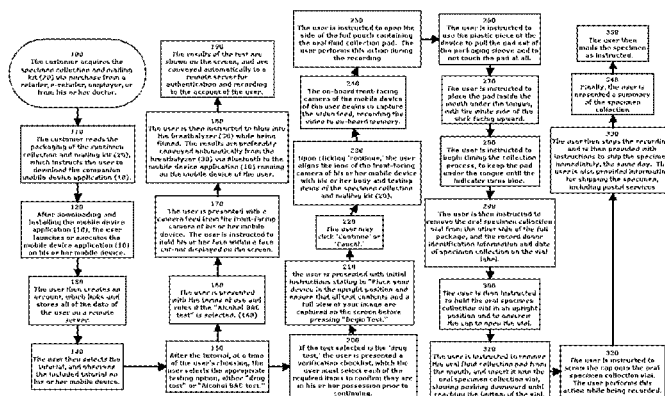 100
The customer acquires the
specimen collection and mailing
kit (20) via purchase from a
retailer, e-retailer, employer, or
from his or her doctor.
110
The customer reads the
packaging of the specimen
collection and mailing kit (20),
which instructs the user to
download the companion
mobile device application (10).
120
After downloading and
installing the mobile device
application (10), the user
launches or executes the
mobile device application (10)
on his or her mobile device.
130
The user then creates an
account, which links and
stores all of the data of
the user on a remote
server.
140
The user then selects the
tutorial, and observes
the included tutorial on
his or her mobile device.
150
After the tutorial, at a time
of the user's choosing, the
user selects the appropriate
testing option, either "drug
test" or "Alcohol BAC test."
160
The user is presented
with the terms of use and
rules if the "Alcohol BAC
test" is selected. (160)
170
The user is presented with a
camera feed from the front-facing
camera of his or her mobile
device. The user is instructed to
hold his or her face within a face
cut-out displayed on the screen.
180
The user is then instructed to blow into
the breathalyzer (30) while being
filmed. The results are preferably
conveyed automatically from the
breathalyzer (30) via Bluetooth to the
mobile device application (10) running
on the mobile device of the user.
190
The results of the test are
shown on the screen, and are
conveyed automatically to a
remote server for
authentication and recording
to the account of the user.
200
If the test selected is the 'drug
test,' the user is presented a
verification checklist, which the
user must select each of the
required items to confirm they are
in his or her possession prior to
continuing.
210
the user is presented with initial
instructions stating to "Place your
device in the upright position and
ensure that all test contents and a
full view of your image are
captured on the screen before
pressing "Begin Test."
220
The user may
click 'Continue' or
'Cancel.'
230
Upon clicking 'continue,' the user
aligns the lens of the front-facing
camera of his or her mobile device
with his or her body and testing
items of the specimen collection
and mailing kit (20).
240
The on-board front-facing
camera of the mobile device
of the user begins to capture
the video feed, recording the
video to on-board memory.
250
The user is instructed to open the
side of the full pouch containing
the oral fluid collection pad. The
user performs this action during
the recording.
260
The user is instructed to
use the plastic piece of the
device to pull the pad out of the
packaging sleeve and to
not touch the pad at all.
270
The user is instructed to
place the pad inside the
mouth under the tongue,
with the white side of the
stick facing upward.
280
The user is instructed to
begin timing the collection
process, to keep the pad
under the tongue until the
indicator turns blue.
290
The user is then instructed to
remove the oral specimen collection
vial from the other side of the full
package, and the record donor
identification information and date
of specimen collection on the vial
label.
300
The user is then instructed
to hold the oral specimen
collection vial in an upright
position and to uncover
the cap to open the vial.
310
The user is instructed to remove
the oral fluid collection pad from the
mouth, and insert it into the
oral specimen collection vial,
320
The user is instructed to
screw the cap onto the oral
specimen collection vial.
The user performs this
action while being recorded.
330
The user then stops the recording
and is then provided with
instructions to ship the specimen
immediately, the same day. The
user is also provided information
for shipping the specimen,
including postal services
340
Finally, the user is
presented a summary
of the specimen
collection.
350
The user then
mails the specimen
as instructed.